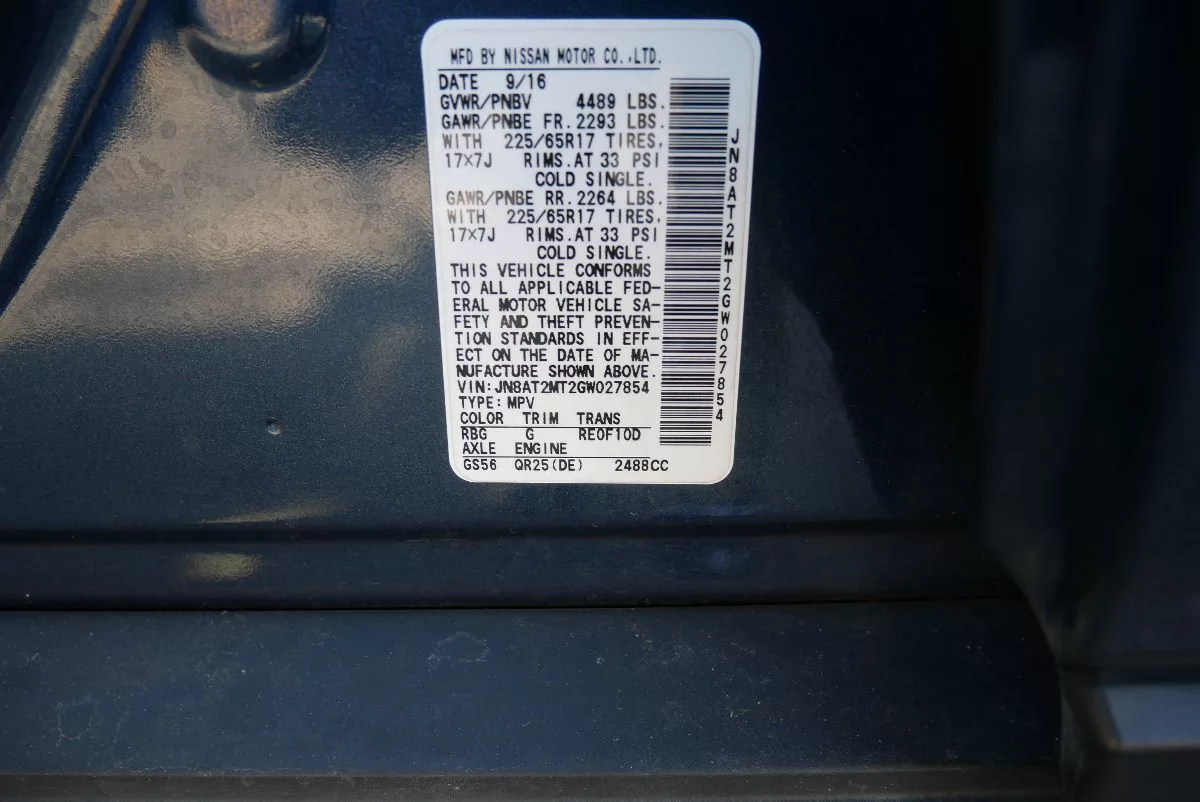 MFD BY NISSAN MOTOR CO.,LTD.
DATE 9/16
GVWR/PNBV 4489 LBS.
GAWR/PNBE FR.2293 LBS.
WITH 225/65R17 TIRES,
17×7J RIMS.AT 33 PSI
COLD SINGLE.
GAWR/PNBE RR.2264 LBS.
WITH 225/65R17 TIRES,
17×7J RIMS.AT 33 PSI
COLD SINGLE.
THIS VEHICLE CONFORMS
TO ALL APPLICABLE FED-
ERAL MOTOR VEHICLE SA-
FETY AND THEFT PREVEN-
TION STANDARDS IN EFF-
ECT ON THE DATE OF MA-
NUFACTURE SHOWN ABOVE.
VIN:JN8AT2MT2GW027854
TYPE:MPV
COLOR TRIM TRANS
RBG G RE0F10D
AXLE ENGINE
GS56 QR25(DE) 2488CC
JN8AT2MT2GW027854